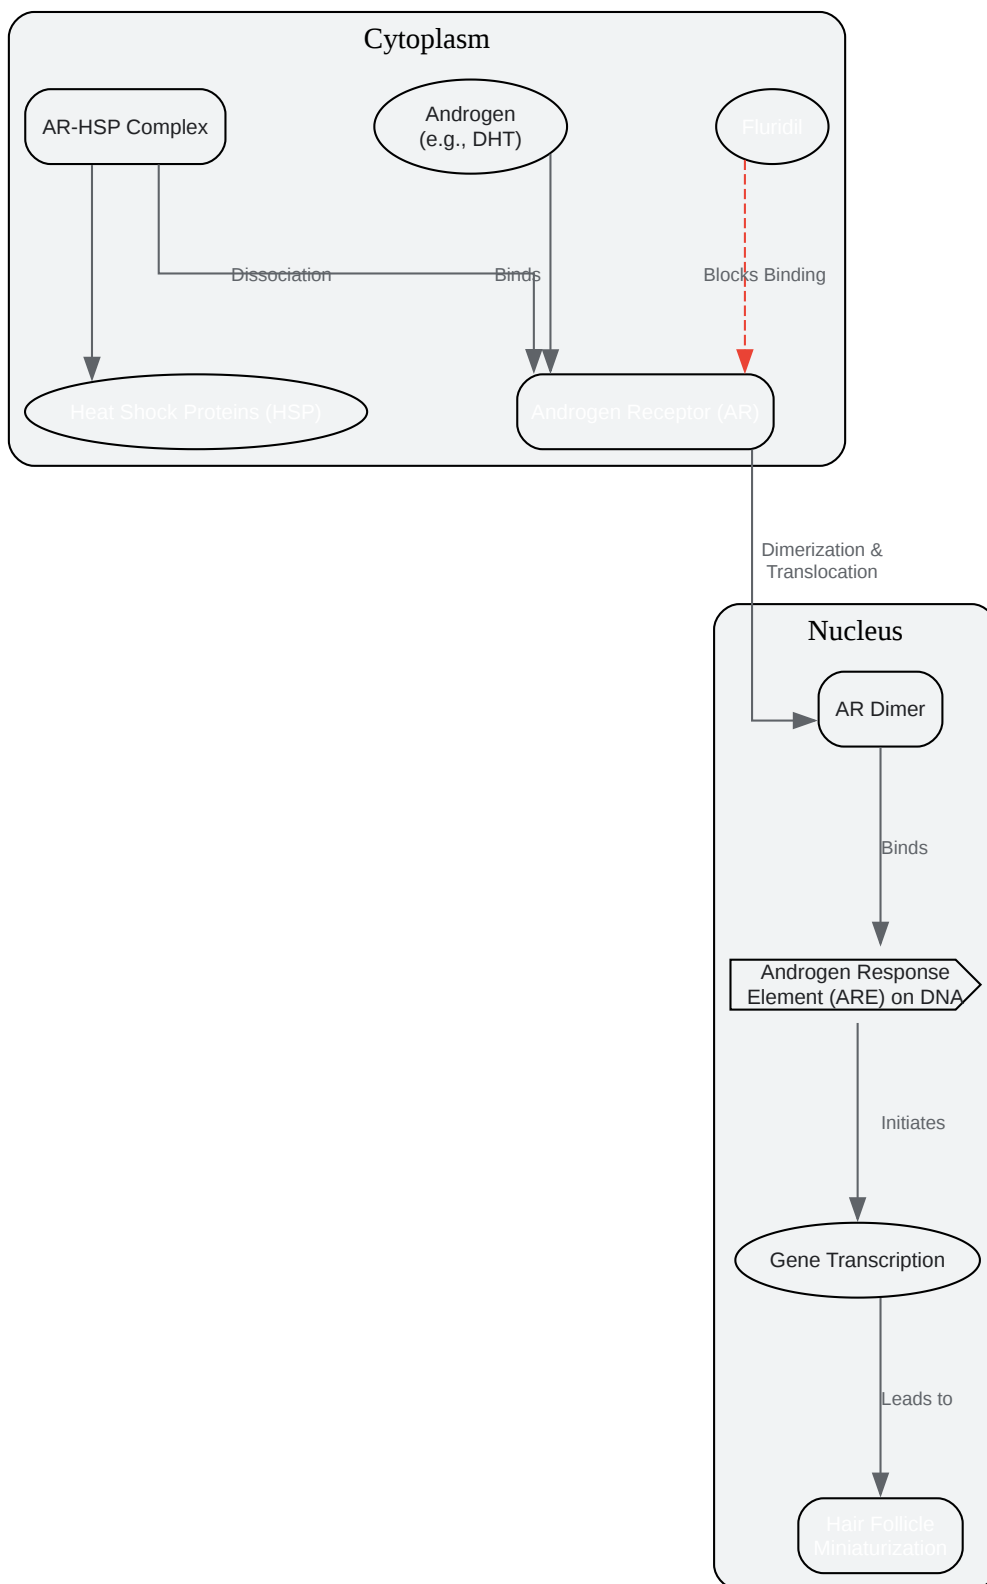 Cytoplasm
AR-HSP Complex
Androgen
(e.g., DHT)
Fluridil
Dissociation
Binds
Blocks Binding
Heat Shock Proteins (HSP)
Androgen Receptor (AR)
Dimerization &
Translocation
Nucleus
AR Dimer
Binds
Androgen Response
Element (ARE) on DNA
Initiates
Gene Transcription
Leads to
Hair Follicle
Miniaturization